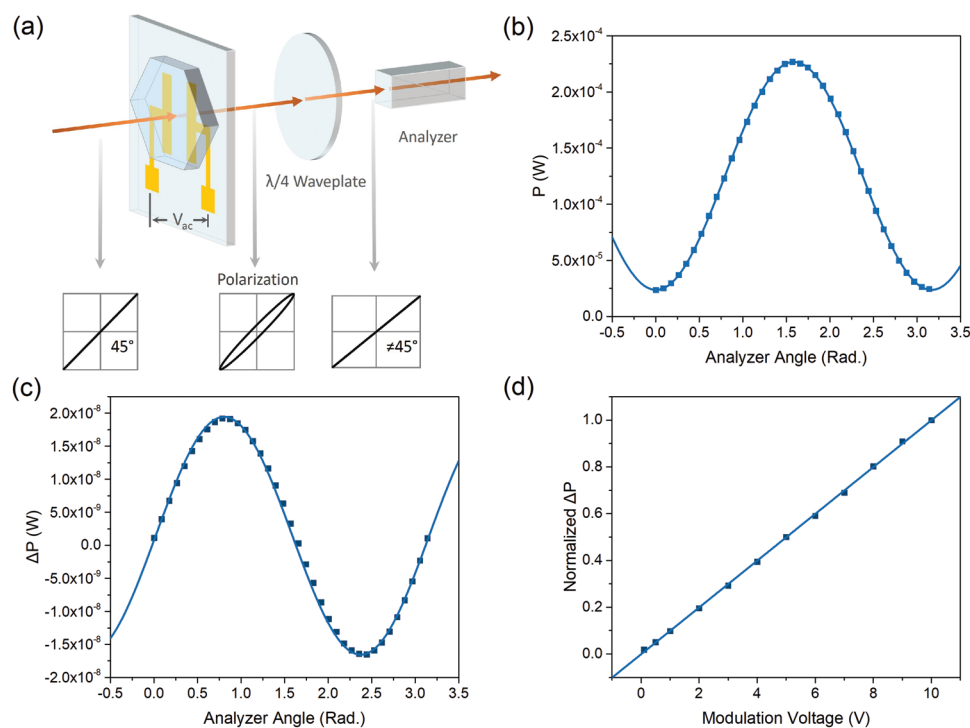 (a)
Analyzer
λ/4 Waveplate
V_ac
Polarization
45°
≠45°
(b)
2.5x10⁻⁴
2.0x10⁻⁴
1.5x10⁻⁴
1.0x10⁻⁴
5.0x10⁻⁵
0.0
P (W)
-0.5 0.0 0.5 1.0 1.5 2.0 2.5 3.0 3.5
Analyzer Angle (Rad.)
(c)
2.0x10⁻⁸
1.5x10⁻⁸
1.0x10⁻⁸
5.0x10⁻⁹
0.0
-5.0x10⁻⁹
-1.0x10⁻⁸
-1.5x10⁻⁸
-2.0x10⁻⁸
ΔP (W)
-0.5 0.0 0.5 1.0 1.5 2.0 2.5 3.0 3.5
Analyzer Angle (Rad.)
(d)
1.0
0.8
0.6
0.4
0.2
0.0
Normalized ΔP
0 2 4 6 8 10
Modulation Voltage (V)